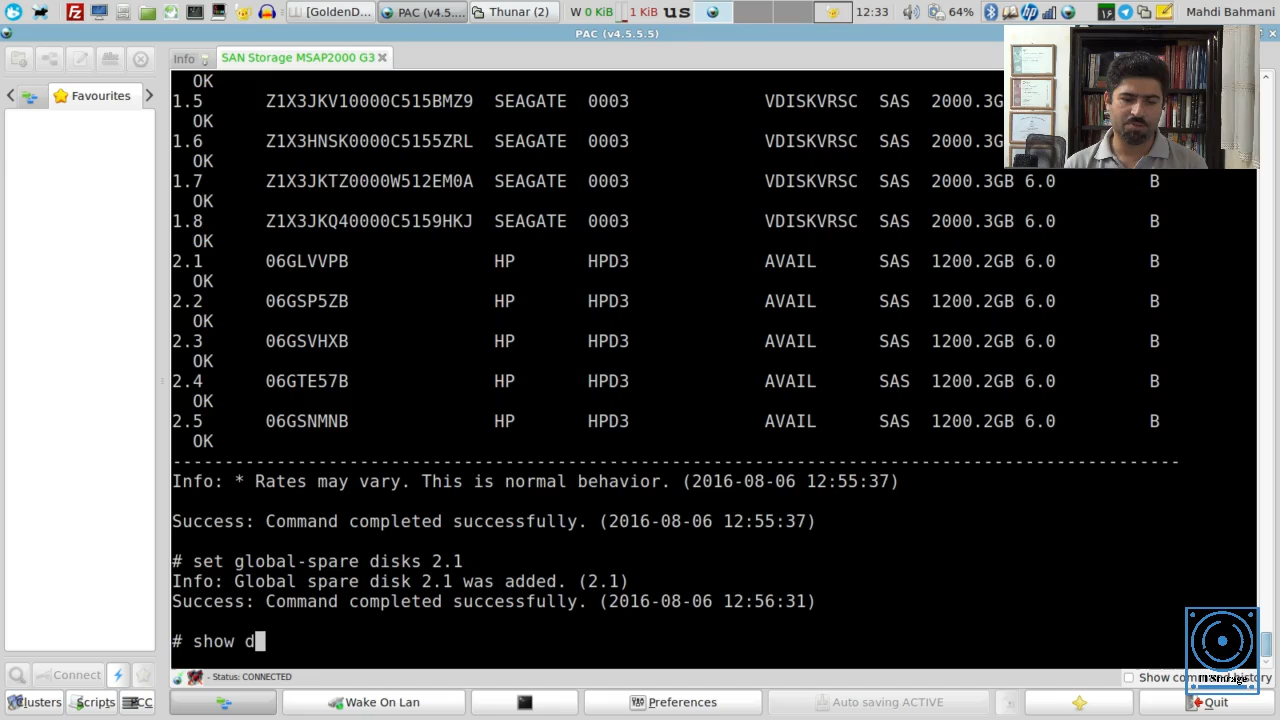 [GoldenD...
PAC (v4.5....
Thunar (2)
W 0 KiB
1 KiB
us
12:33
64%
Mahdi Bahmani
PAC (v4.5.5.5)
Info
SAN Storage MSAP2000 G3
Favourites
OK
1.5 Z1X3JKY10000C515BMZ9 SEAGATE 0003 VDISKVRSC SAS 2000.3G
OK
1.6 Z1X3HNSK0000C5155ZRL SEAGATE 0003 VDISKVRSC SAS 2000.3G
OK
1.7 Z1X3JKTZ0000W512EM0A SEAGATE 0003 VDISKVRSC SAS 2000.3GB 6.0 B
OK
1.8 Z1X3JKQ40000C5159HKJ SEAGATE 0003 VDISKVRSC SAS 2000.3GB 6.0 B
OK
2.1 06GLVVPB HP HPD3 AVAIL SAS 1200.2GB 6.0 B
OK
2.2 06GSP5ZB HP HPD3 AVAIL SAS 1200.2GB 6.0 B
OK
2.3 06GSVHXB HP HPD3 AVAIL SAS 1200.2GB 6.0 B
OK
2.4 06GTE57B HP HPD3 AVAIL SAS 1200.2GB 6.0 B
OK
2.5 06GSNMNB HP HPD3 AVAIL SAS 1200.2GB 6.0 B
OK
-------------------------------------------------------------------------------------------------
Info: * Rates may vary. This is normal behavior. (2016-08-06 12:55:37)
Success: Command completed successfully. (2016-08-06 12:55:37)
# set global-spare disks 2.1
Info: Global spare disk 2.1 was added. (2.1)
Success: Command completed successfully. (2016-08-06 12:56:31)
# show d
Connect
- Status: CONNECTED
Show command history
Clusters
Scripts
PCC
Wake On Lan
Preferences
Auto saving ACTIVE
Quit